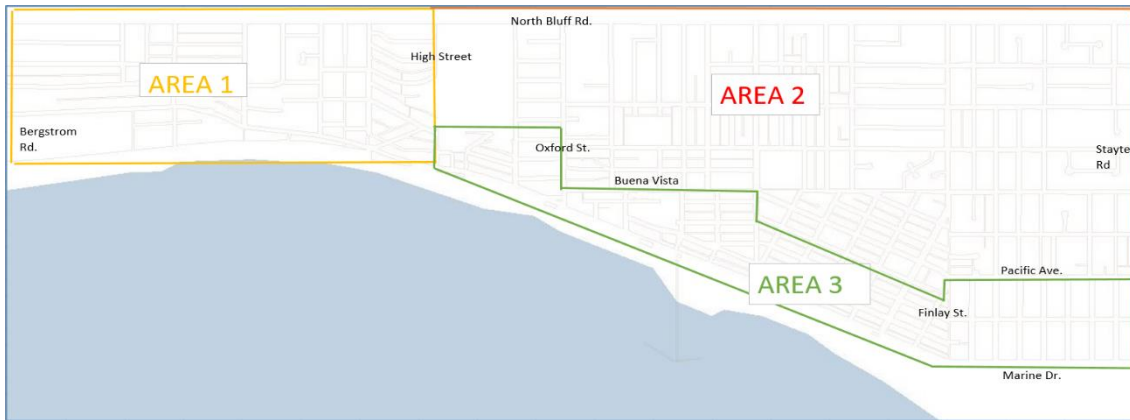 North Bluff Rd.
High Street
AREA 1
AREA 2
Bergstrom
Rd.
Oxford St.
Stayte
Rd
Buena Vista
Pacific Ave.
AREA 3
Finlay St.
Marine Dr.